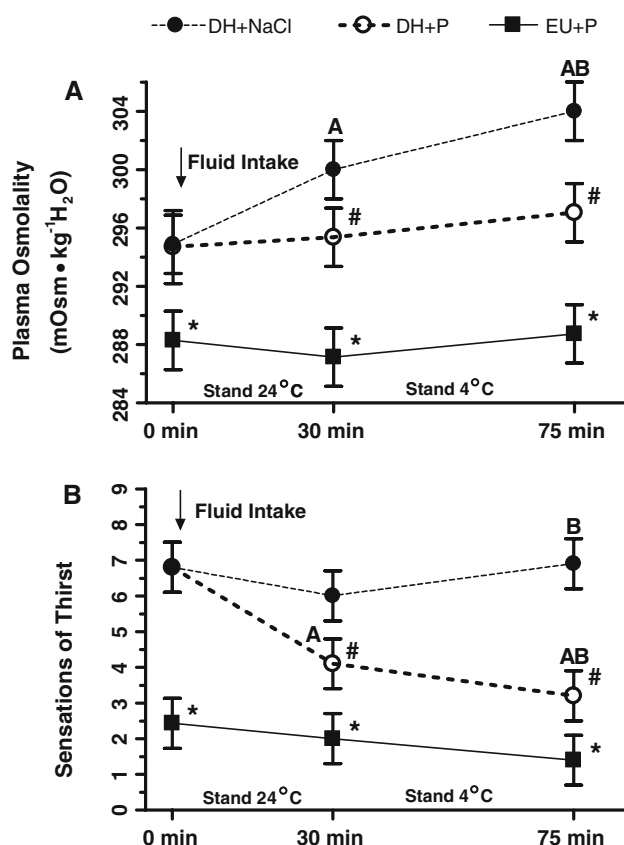 DH+NaCl DH+P EU+P
A
Plasma Osmolality
(mOsm•kg⁻¹H₂O)
304
300
296
292
288
284
Fluid Intake
A
AB
#
#
*
*
*
Stand 24°C
Stand 4°C
0 min
30 min
75 min
B
Sensations of Thirst
9
8
7
6
5
4
3
2
1
0
Fluid Intake
B
A
#
AB
#
*
*
*
Stand 24°C
Stand 4°C
0 min
30 min
75 min